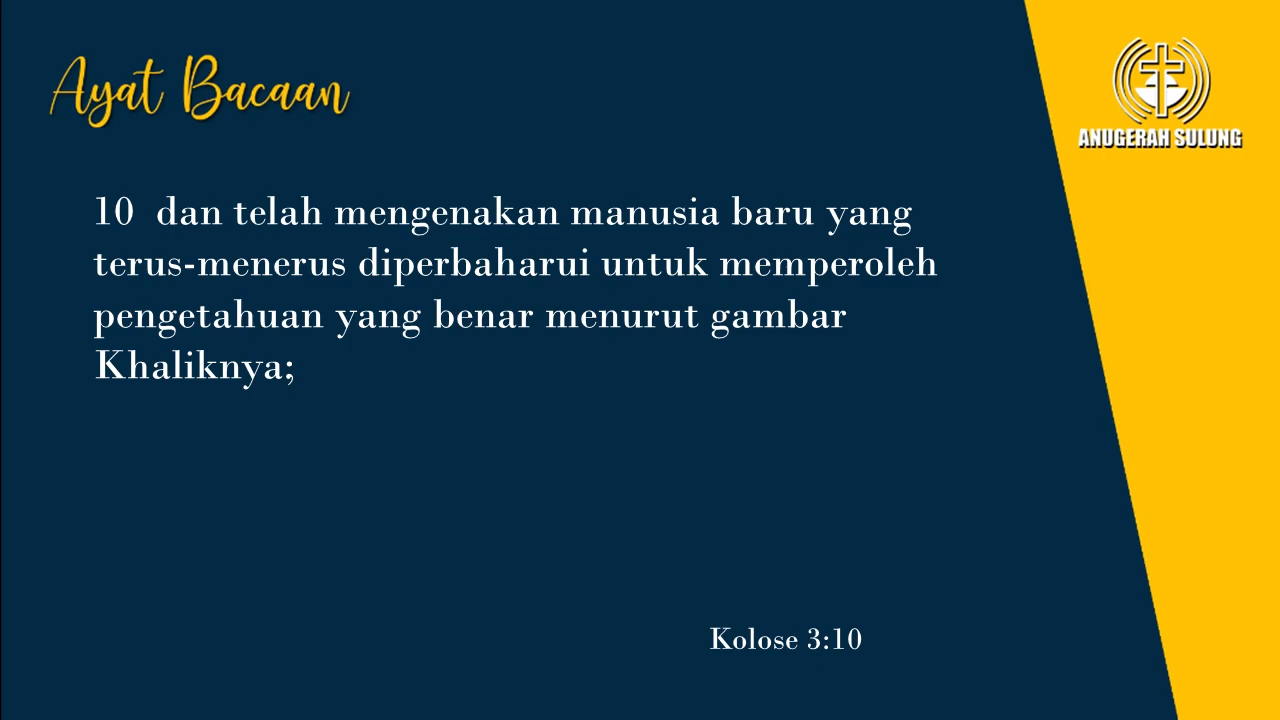 Ayat Bacaan
ANUGERAH SULUNG
10 dan telah mengenakan manusia baru yang
terus-menerus diperbaharui untuk memperoleh
pengetahuan yang benar menurut gambar
Khaliknya;
Kolose 3:10